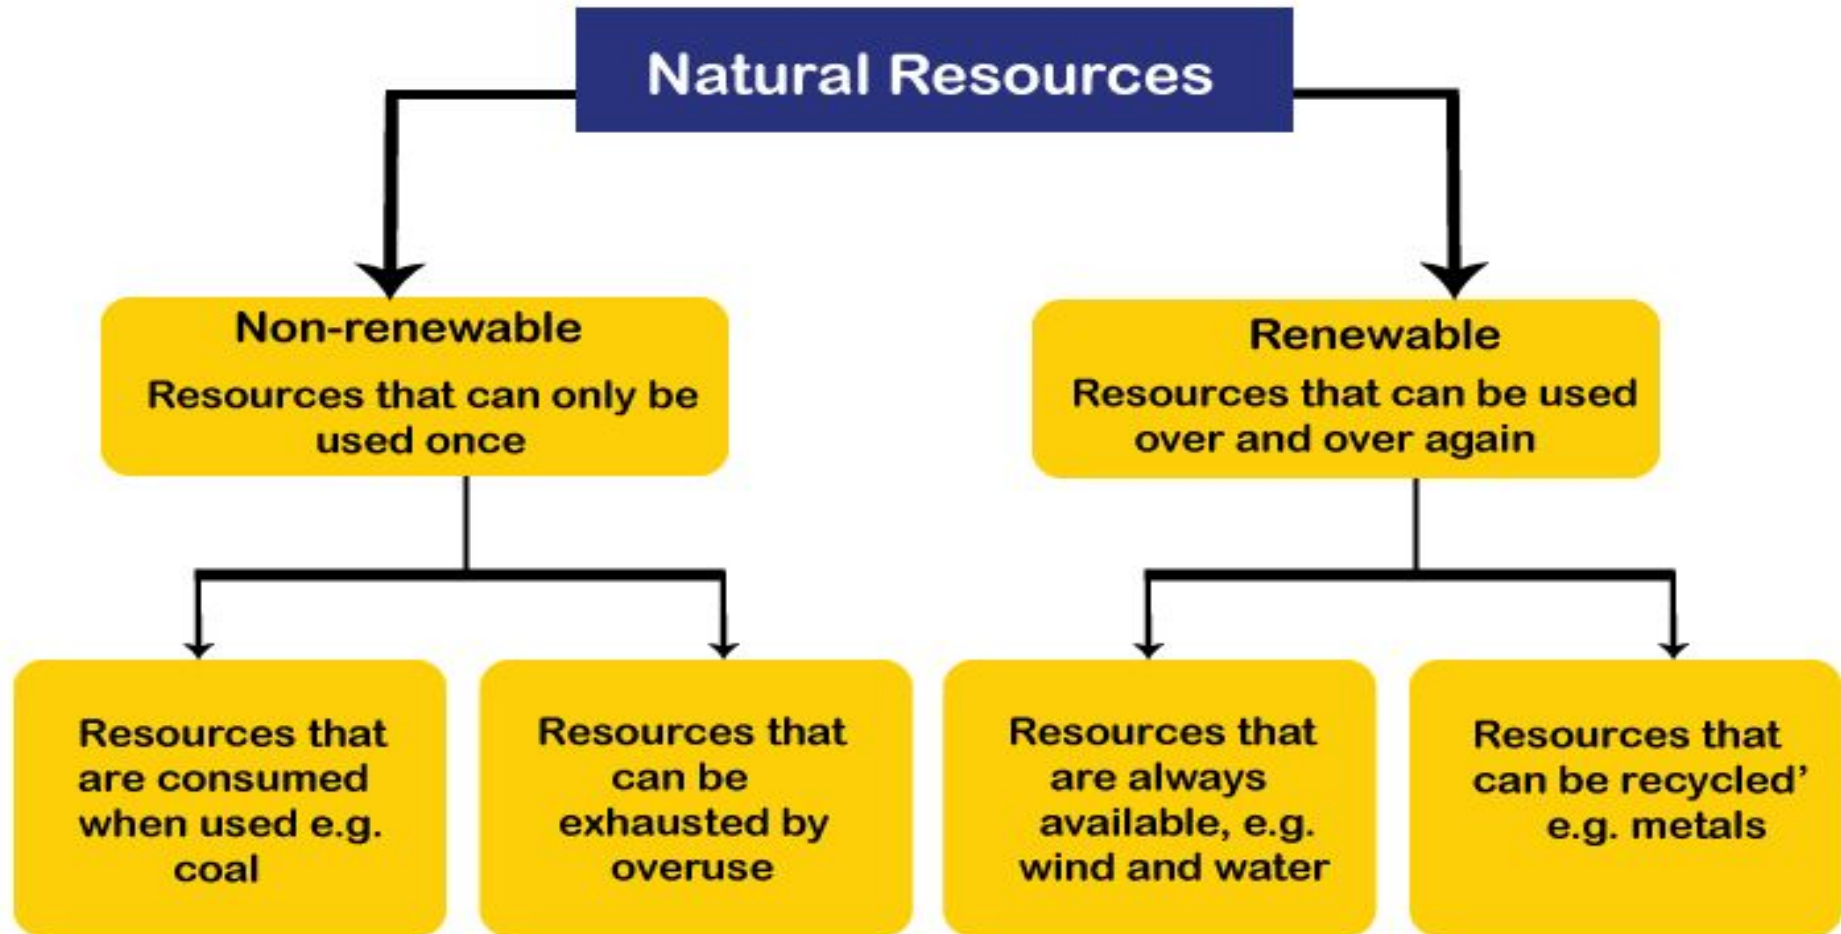 Natural Resources
Non-renewable
Resources that can only be
used once
Renewable
Resources that can be used
over and over again
Resources that
are consumed
when used e.g.
coal
Resources that
can be
exhausted by
overuse
Resources that
are always
available, e.g.
wind and water
Resources that
can be recycled’
e.g. metals